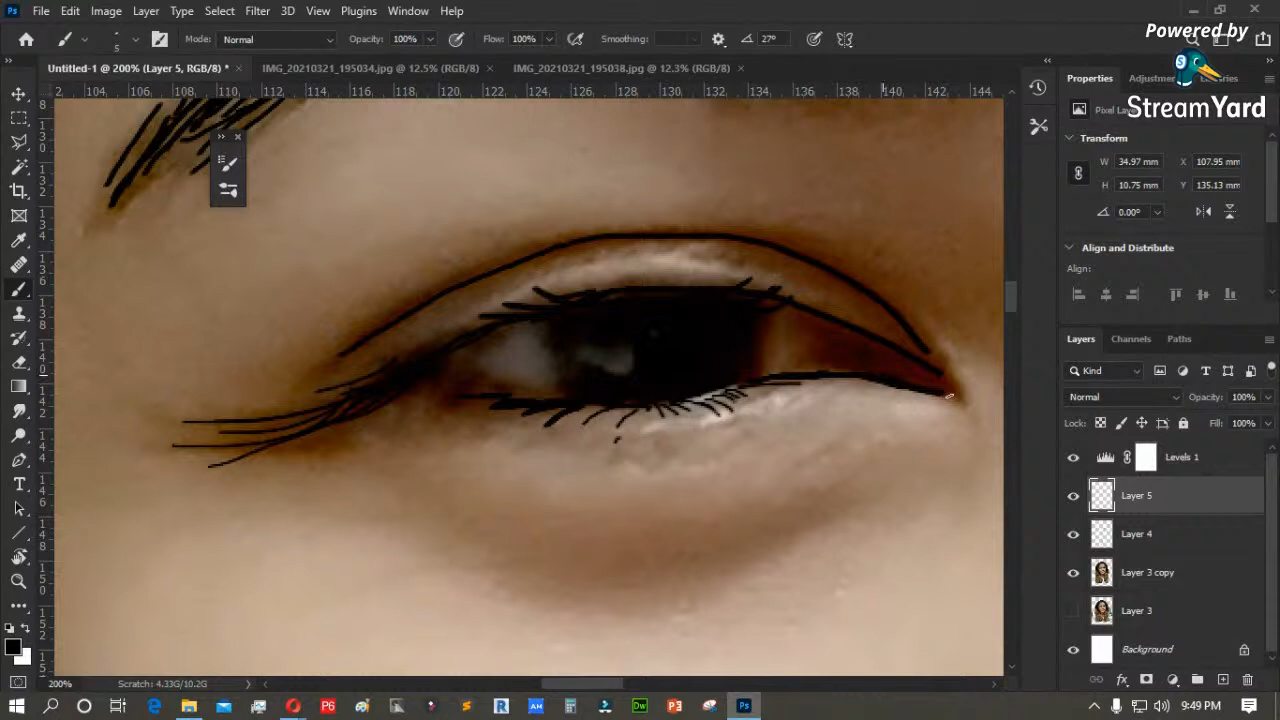 Ps File Edit Image Layer Type Select Filter 3D View Plugins Window Help
Powered by
StreamYard
5 Mode: Normal Opacity: 100% Flow: 100% Smoothing: 27°
Untitled-1 @ 200% (Layer 5, RGB/8) * × IMG_20210321_195034.jpg @ 12.5% (RGB/8) × IMG_20210321_195038.jpg @ 12.3% (RGB/8) ×
104 106 108 110 112 114 116 118 120 122 124 126 128 130 132 134 136 138 140 142 144
Properties
Transform
W 34.97 mm X 107.95 mm
H 10.75 mm Y 135.13 mm
0.00°
Align and Distribute
Align:
Layers Channels Paths
Kind
Normal Opacity: 100%
Lock: Fill: 100%
Levels 1
Layer 5
Layer 4
Layer 3 copy
Layer 3
Background
200% Scratch: 4.33G/10.2G
P6 R AM Dw Ps 9:49 PM